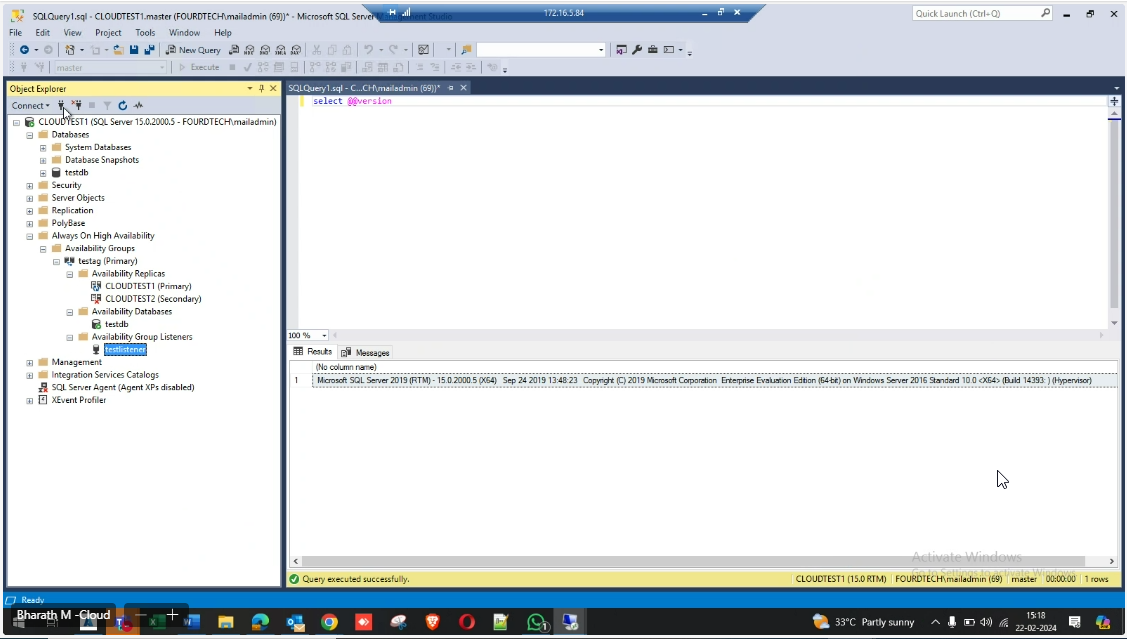 SQLQuery1.sql - CLOUDTEST1.master (FOURDTECH\mailadmin (69))* - Microsoft SQL Server Management Studio
172.16.5.84
Quick Launch (Ctrl+Q)
File Edit View Project Tools Window Help
New Query
master Execute
Object Explorer
SQLQuery1.sql - C...CH\mailadmin (69))*
Connect
select @@version
CLOUDTEST1 (SQL Server 15.0.2000.5 - FOURDTECH\mailadmin)
Databases
System Databases
Database Snapshots
testdb
Security
Server Objects
Replication
PolyBase
Always On High Availability
Availability Groups
testag (Primary)
Availability Replicas
CLOUDTEST1 (Primary)
CLOUDTEST2 (Secondary)
Availability Databases
testdb
Availability Group Listeners
testlistener
Management
Integration Services Catalogs
SQL Server Agent (Agent XPs disabled)
XEvent Profiler
100 %
Results Messages
(No column name)
1 Microsoft SQL Server 2019 (RTM) - 15.0.2000.5 (X64) Sep 24 2019 13:48:23 Copyright (C) 2019 Microsoft Corporation Enterprise Evaluation Edition (64-bit) on Windows Server 2016 Standard 10.0 <X64> (Build 14393: ) (Hypervisor)
Activate Windows
Go to Settings to activate Windows.
Query executed successfully.
CLOUDTEST1 (15.0 RTM) FOURDTECH\mailadmin (69) master 00:00:00 1 rows
Ready
Bharath M -Cloud
33°C Partly sunny
15:18
22-02-2024